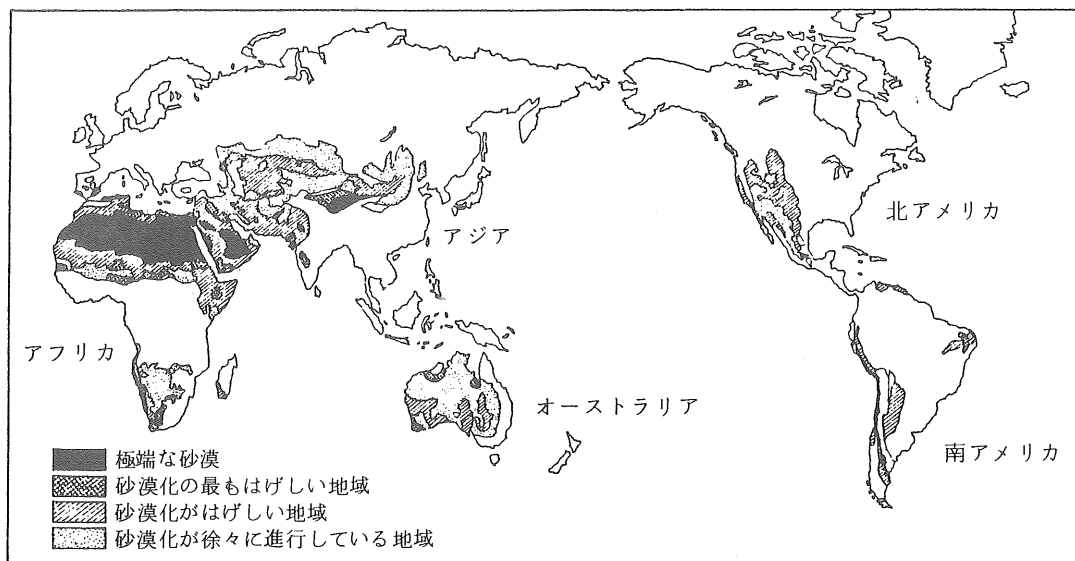 アジア
北アメリカ
アフリカ
オーストラリア
南アメリカ
極端な砂漠
砂漠化の最もはげしい地域
砂漠化がはげしい地域
砂漠化が徐々に進行している地域